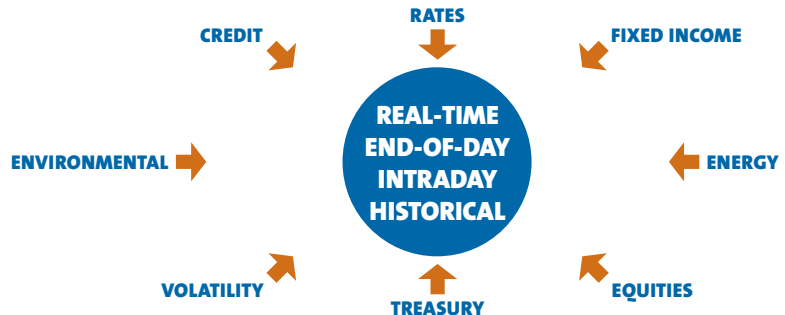 RATES
CREDIT
FIXED INCOME
REAL-TIME
END-OF-DAY
INTRADAY
HISTORICAL
ENVIRONMENTAL
ENERGY
VOLATILITY
EQUITIES
TREASURY